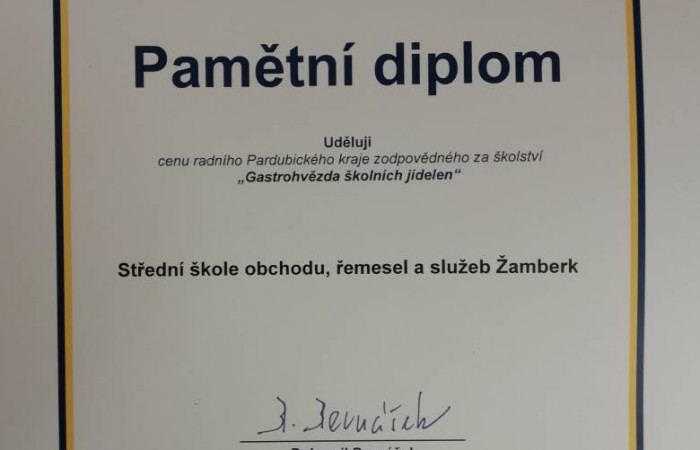 Pamětní diplom
Uděluji
cenu radního Pardubického kraje zodpovědného za školství
„Gastrohvězda školních jídelen“
Střední škole obchodu, řemesel a služeb Žamberk
B. Bernášek